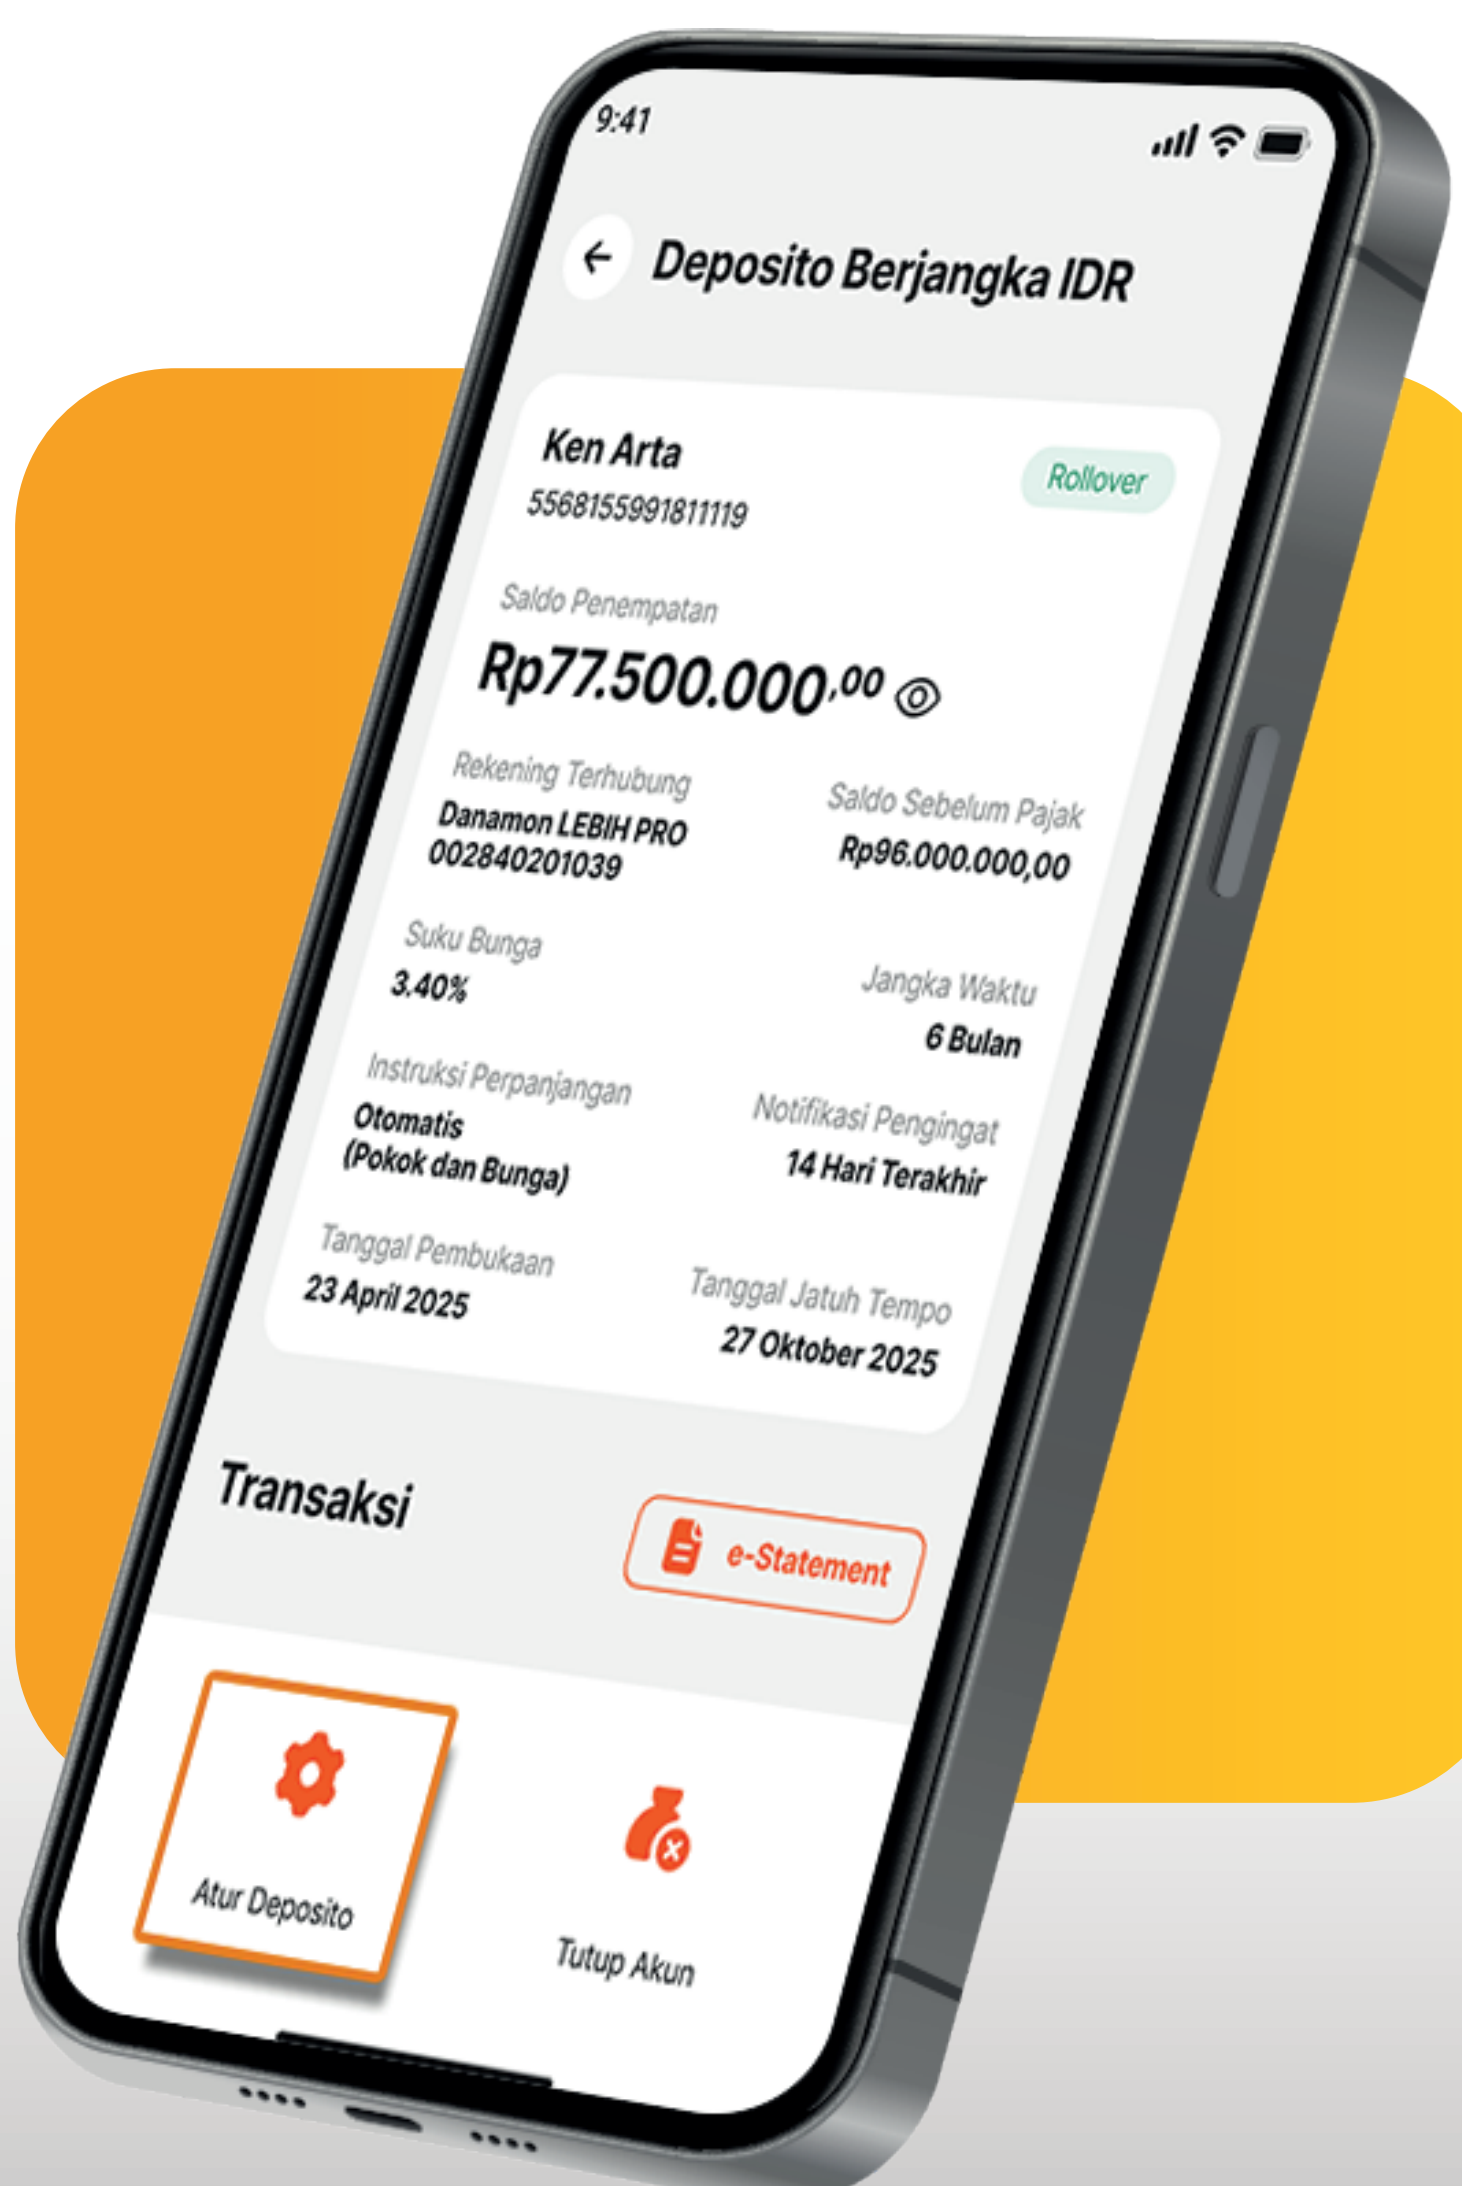 9:41
Deposito Berjangka IDR
Ken Arta
Rollover
5568155991811119
Saldo Penempatan
Rp77.500.000,00
Rekening Terhubung
Danamon LEBIH PRO
002840201039
Saldo Sebelum Pajak
Rp96.000.000,00
Suku Bunga
3.40%
Jangka Waktu
6 Bulan
Instruksi Perpanjangan
Otomatis
(Pokok dan Bunga)
Notifikasi Pengingat
14 Hari Terakhir
Tanggal Pembukaan
23 April 2025
Tanggal Jatuh Tempo
27 Oktober 2025
Transaksi
e-Statement
Atur Deposito
Tutup Akun